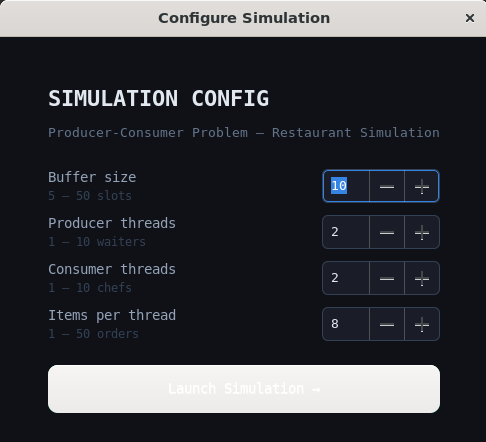 Configure Simulation ×
SIMULATION CONFIG
Producer-Consumer Problem — Restaurant Simulation
Buffer size
5 – 50 slots
10
Producer threads
1 – 10 waiters
2
Consumer threads
1 – 10 chefs
2
Items per thread
1 – 50 orders
8
Launch Simulation →